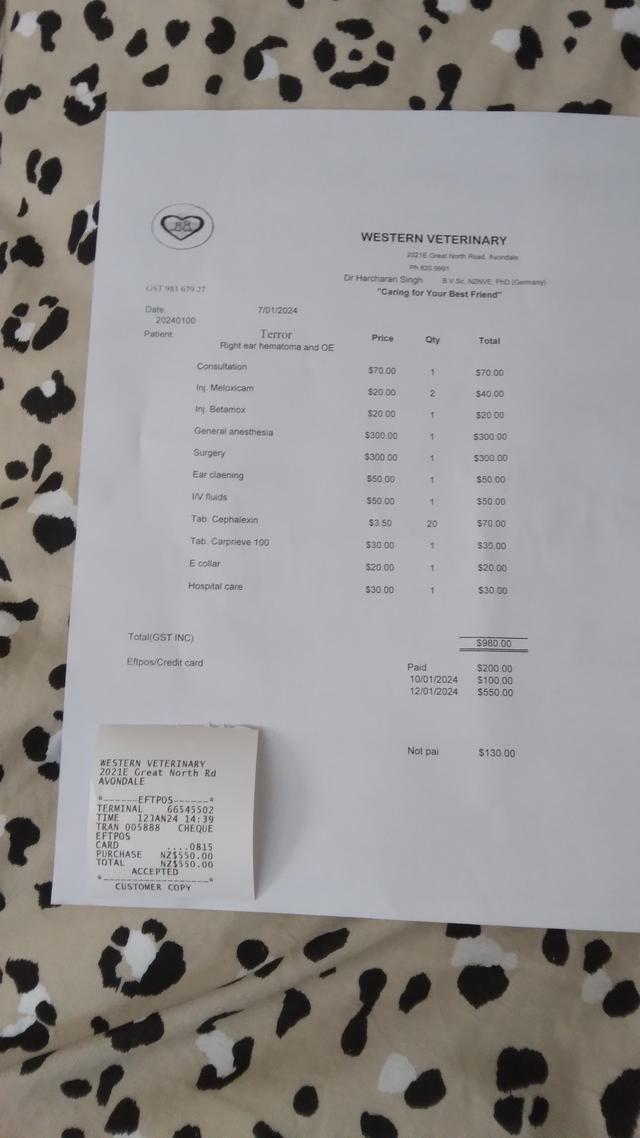 WESTERN VETERINARY
2021E Great North Road, Avondale
Ph 820 9991
Dr Harcharan Singh B.V.Sc, NZNVE, PhD (Germany)
"Caring for Your Best Friend"
GST 981 679 27
Date: 7/01/2024
20240100
Patient. Terror Price Qty Total
Right ear hematoma and OE
Consultation $70.00 1 $70.00
Inj. Meloxicam $20.00 2 $40.00
Inj. Betamox $20.00 1 $20.00
General anesthesia $300.00 1 $300.00
Surgery $300.00 1 $300.00
Ear claening $50.00 1 $50.00
I/V fluids $50.00 1 $50.00
Tab. Cephalexin $3.50 20 $70.00
Tab. Carprieve 100 $30.00 1 $30.00
E collar $20.00 1 $20.00
Hospital care $30.00 1 $30.00
Total(GST INC) $980.00
Eftpos/Credit card Paid $200.00
10/01/2024 $100.00
12/01/2024 $550.00
Not pai $130.00
WESTERN VETERINARY
2021E Great North Rd
AVONDALE
*------EFTPOS------*
TERMINAL 66545502
TIME 12JAN24 14:39
TRAN 005888 CHEQUE
EFTPOS
CARD ....0815
PURCHASE NZ$550.00
TOTAL NZ$550.00
ACCEPTED
*------------------*
CUSTOMER COPY